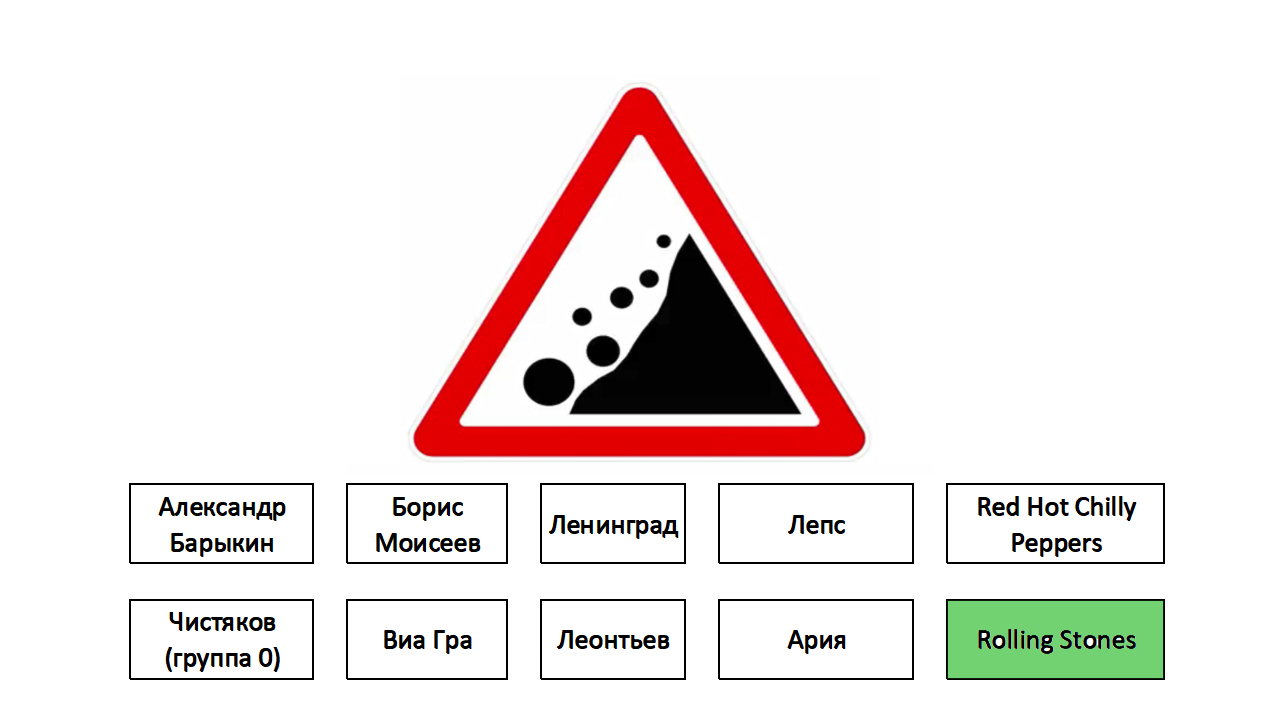 Александр
Барыкин
Борис
Моисеев
Ленинград
Лепс
Red Hot Chilly
Peppers
Чистяков
(группа 0)
Виа Гра
Леонтьев
Ария
Rolling Stones